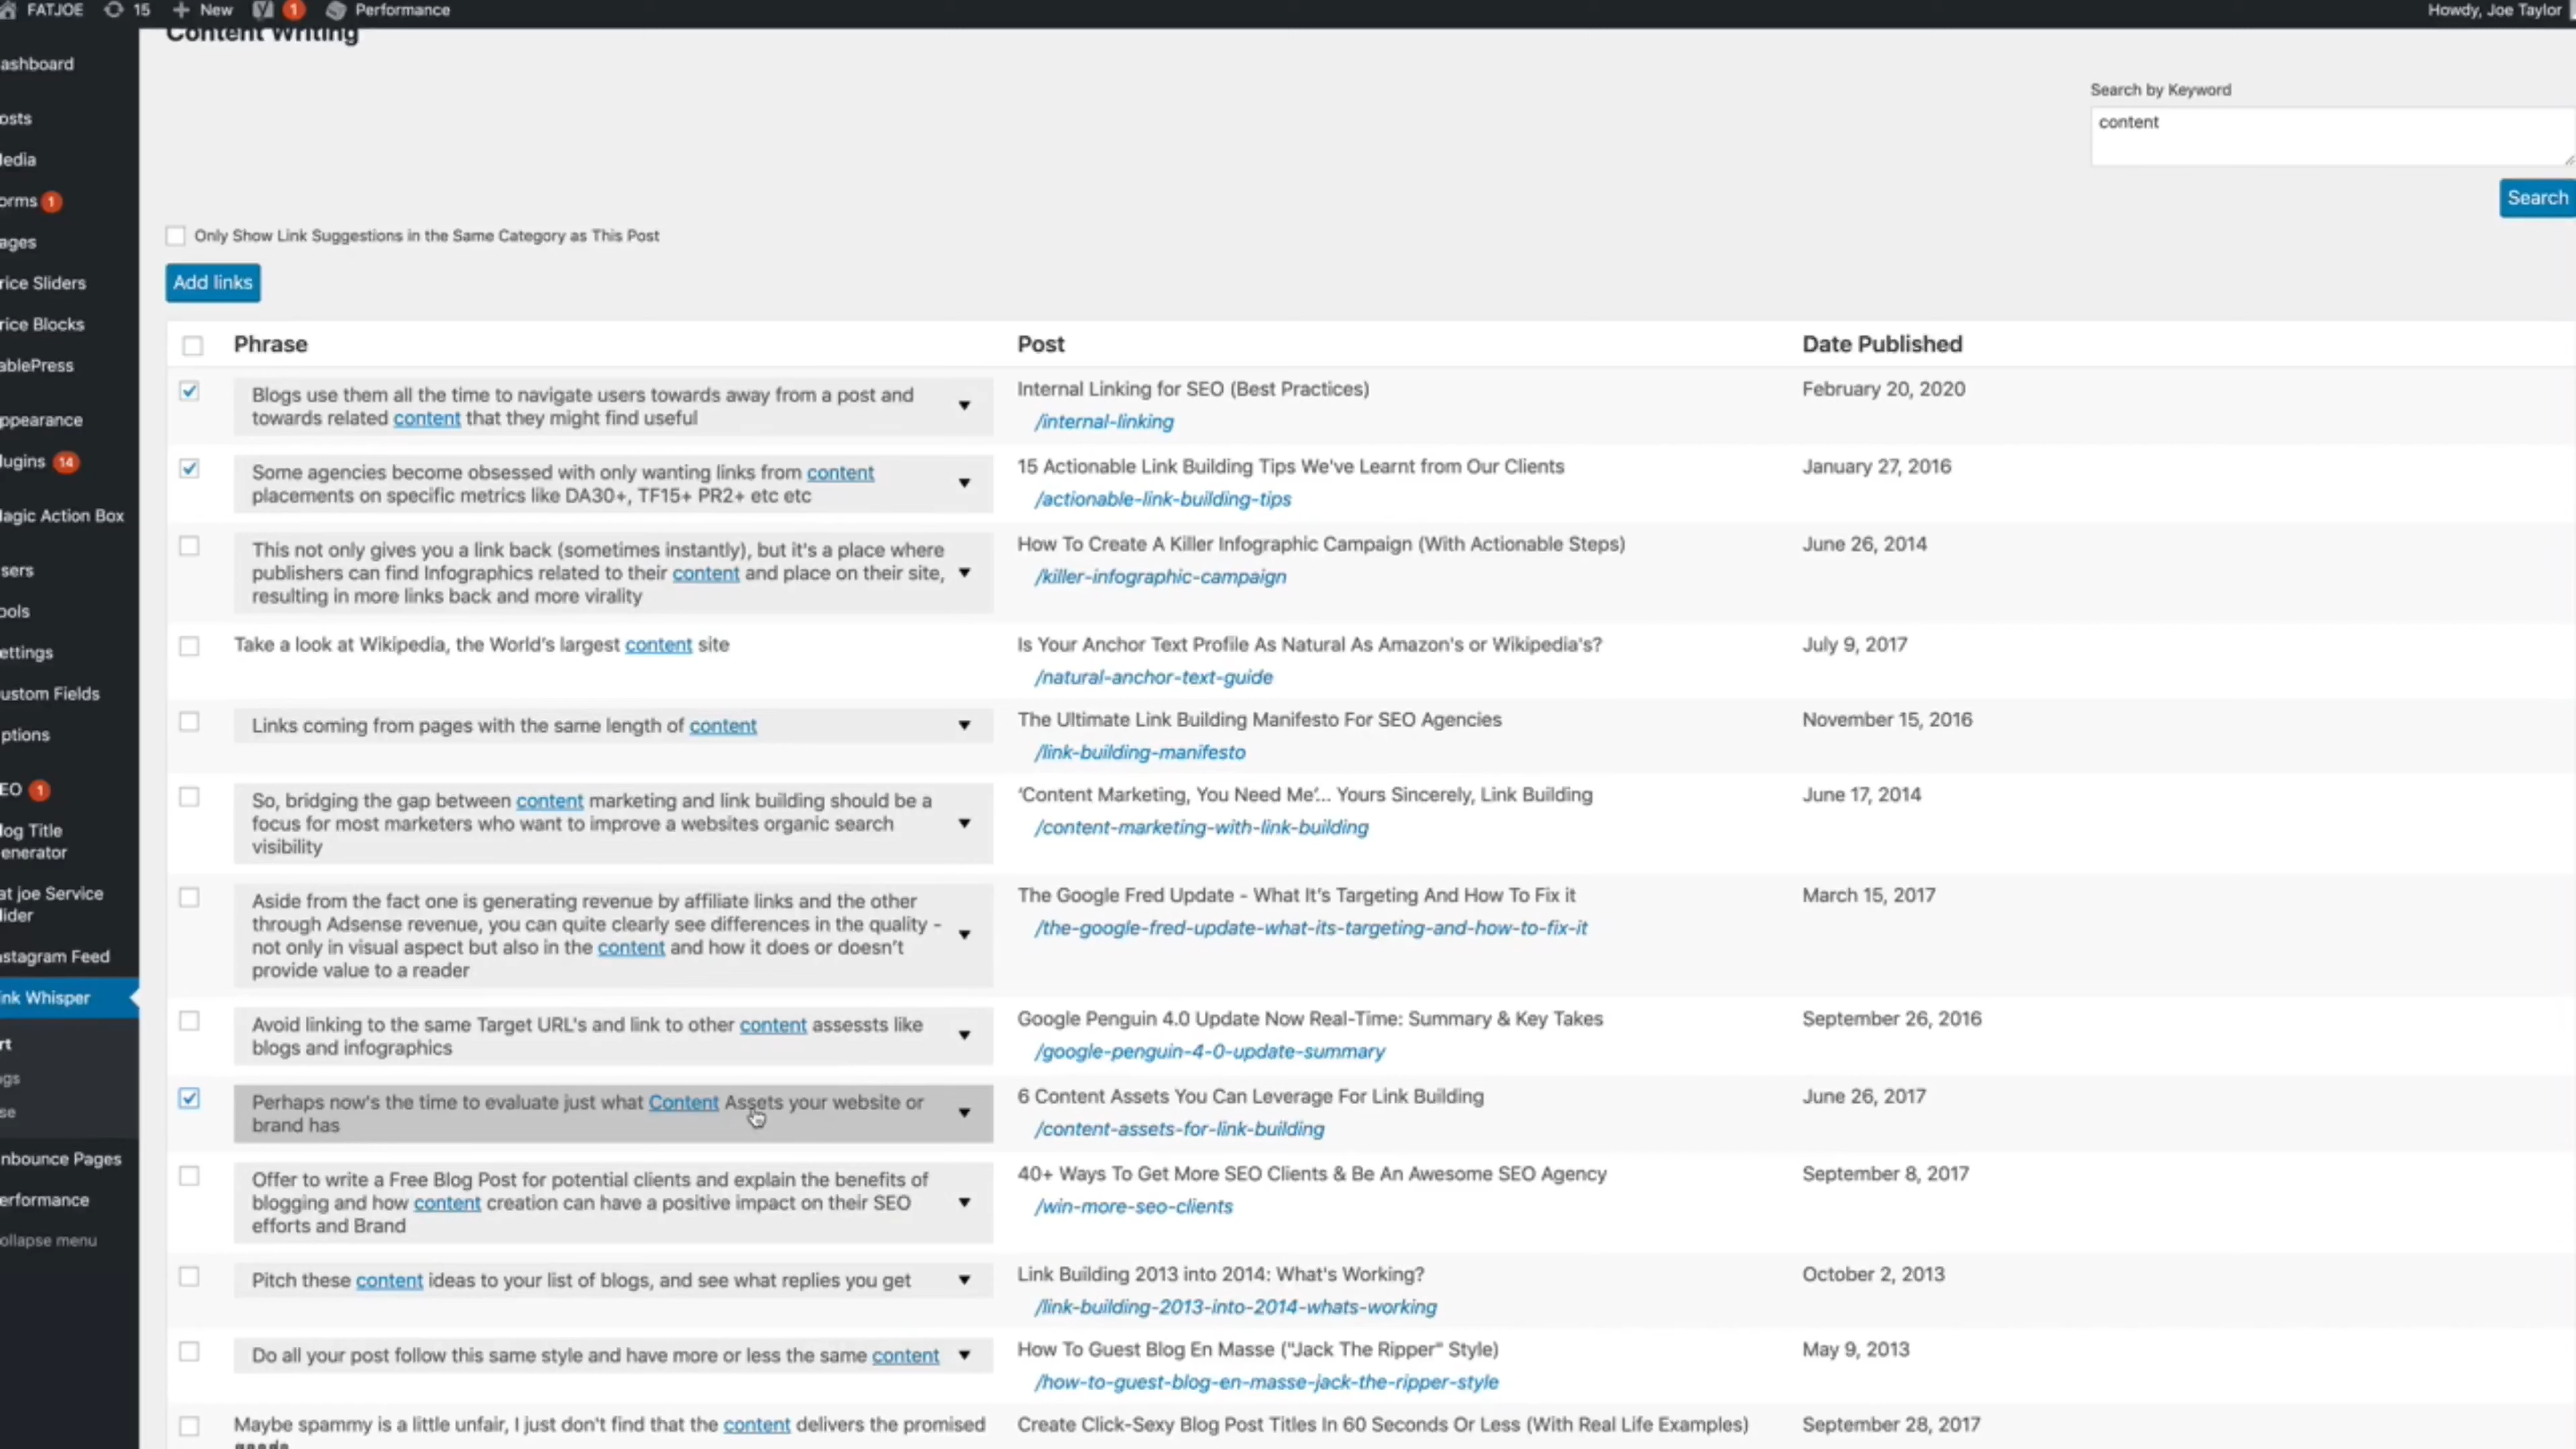 FATJOE 15 New 1 Performance Howdy, Joe Taylor
Content Writing
ashboard
osts
edia
orms 1
ages
rice Sliders
rice Blocks
ablePress
ppearance
lugins 14
agic Action Box
sers
ools
ettings
ustom Fields
ptions
EO 1
log Title
enerator
at joe Service
lider
nstagram Feed
ink Whisper
rt
gs
se
nbounce Pages
erformance
ollapse menu
Search by Keyword
content
Search
Only Show Link Suggestions in the Same Category as This Post
Add links
Phrase Post Date Published
Blogs use them all the time to navigate users towards away from a post and
towards related content that they might find useful
Internal Linking for SEO (Best Practices)
/internal-linking
February 20, 2020
Some agencies become obsessed with only wanting links from content
placements on specific metrics like DA30+, TF15+ PR2+ etc etc
15 Actionable Link Building Tips We've Learnt from Our Clients
/actionable-link-building-tips
January 27, 2016
This not only gives you a link back (sometimes instantly), but it's a place where
publishers can find Infographics related to their content and place on their site,
resulting in more links back and more virality
How To Create A Killer Infographic Campaign (With Actionable Steps)
/killer-infographic-campaign
June 26, 2014
Take a look at Wikipedia, the World's largest content site
Is Your Anchor Text Profile As Natural As Amazon's or Wikipedia's?
/natural-anchor-text-guide
July 9, 2017
Links coming from pages with the same length of content
The Ultimate Link Building Manifesto For SEO Agencies
/link-building-manifesto
November 15, 2016
So, bridging the gap between content marketing and link building should be a
focus for most marketers who want to improve a websites organic search
visibility
'Content Marketing, You Need Me'... Yours Sincerely, Link Building
/content-marketing-with-link-building
June 17, 2014
Aside from the fact one is generating revenue by affiliate links and the other
through Adsense revenue, you can quite clearly see differences in the quality -
not only in visual aspect but also in the content and how it does or doesn't
provide value to a reader
The Google Fred Update - What It's Targeting And How To Fix it
/the-google-fred-update-what-its-targeting-and-how-to-fix-it
March 15, 2017
Avoid linking to the same Target URL's and link to other content assessts like
blogs and infographics
Google Penguin 4.0 Update Now Real-Time: Summary & Key Takes
/google-penguin-4-0-update-summary
September 26, 2016
Perhaps now's the time to evaluate just what Content Assets your website or
brand has
6 Content Assets You Can Leverage For Link Building
/content-assets-for-link-building
June 26, 2017
Offer to write a Free Blog Post for potential clients and explain the benefits of
blogging and how content creation can have a positive impact on their SEO
efforts and Brand
40+ Ways To Get More SEO Clients & Be An Awesome SEO Agency
/win-more-seo-clients
September 8, 2017
Pitch these content ideas to your list of blogs, and see what replies you get
Link Building 2013 into 2014: What's Working?
/link-building-2013-into-2014-whats-working
October 2, 2013
Do all your post follow this same style and have more or less the same content
How To Guest Blog En Masse ("Jack The Ripper" Style)
/how-to-guest-blog-en-masse-jack-the-ripper-style
May 9, 2013
Maybe spammy is a little unfair, I just don't find that the content delivers the promised
Create Click-Sexy Blog Post Titles In 60 Seconds Or Less (With Real Life Examples)
September 28, 2017